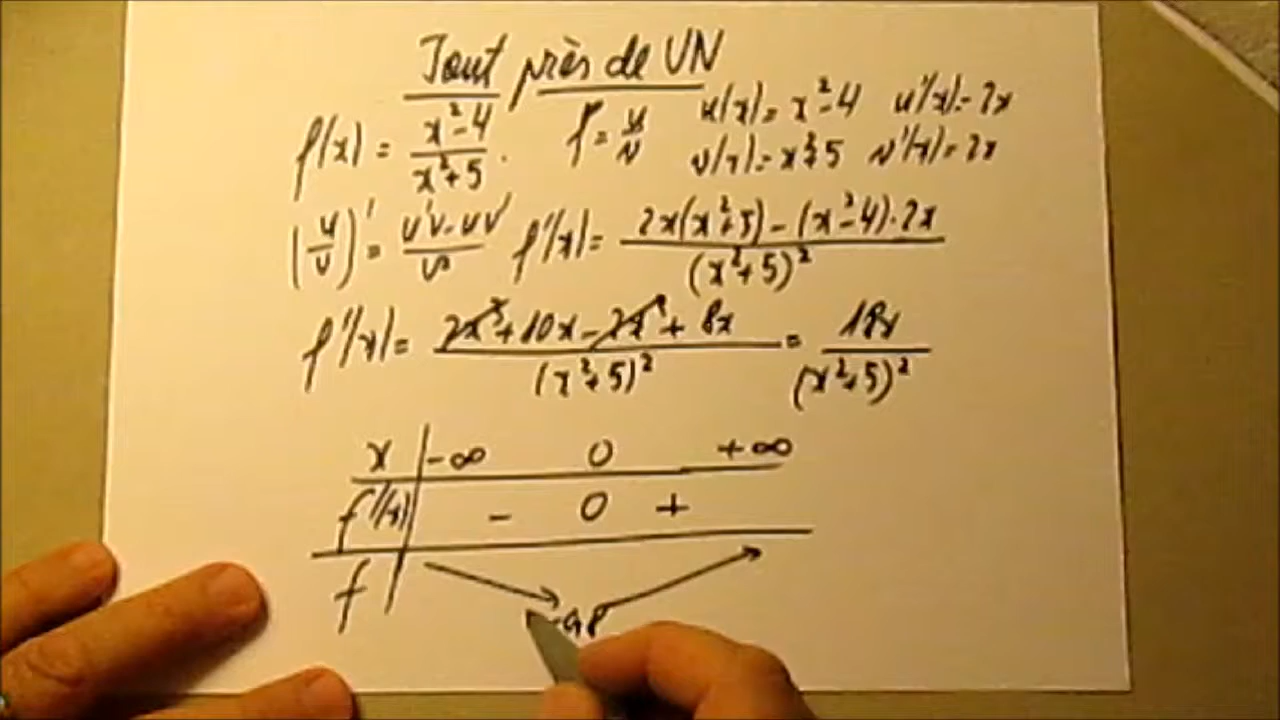 Tout près de UN
f(x) = (x²-4)/(x²+5). f = u/v u(x) = x²-4 u'(x) = 2x
v(x) = x²+5 v'(x) = 2x
(u/v)' = (u'v-uv')/v² f'(x) = (2x(x²+5) - (x²-4)·2x)/(x²+5)²
f'(x) = (2x³+10x-2x³+8x)/(x²+5)² = 18x/(x²+5)²
x -∞ 0 +∞
f'(x) - 0 +
f